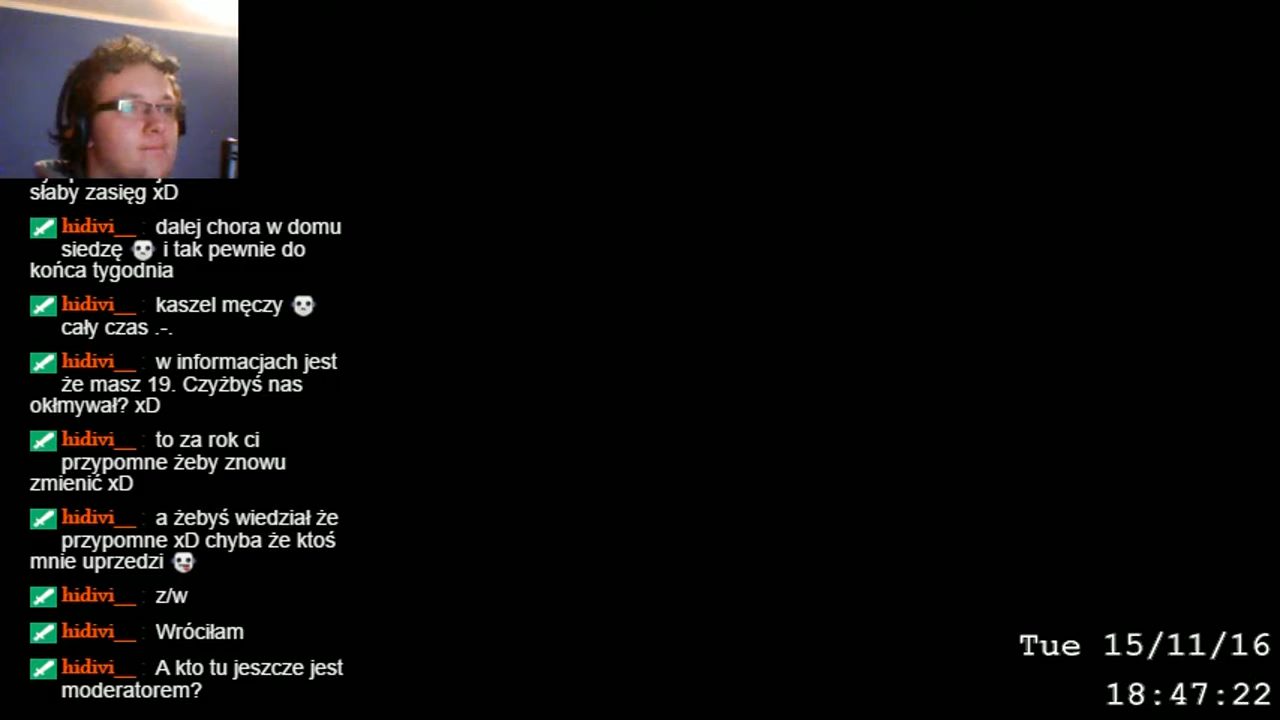 słaby zasięg xD
hidivi__ : dalej chora w domu
siedzę i tak pewnie do
końca tygodnia
hidivi__ : kaszel męczy
cały czas .-.
hidivi__ : w informacjach jest
że masz 19. Czyżbyś nas
okłmywał? xD
hidivi__ : to za rok ci
przypomne żeby znowu
zmienić xD
hidivi__ : a żebyś wiedział że
przypomne xD chyba że ktoś
mnie uprzedzi
hidivi__ : z/w
hidivi__ : Wróciłam
hidivi__ : A kto tu jeszcze jest
moderatorem?
Tue 15/11/16
18:47:22